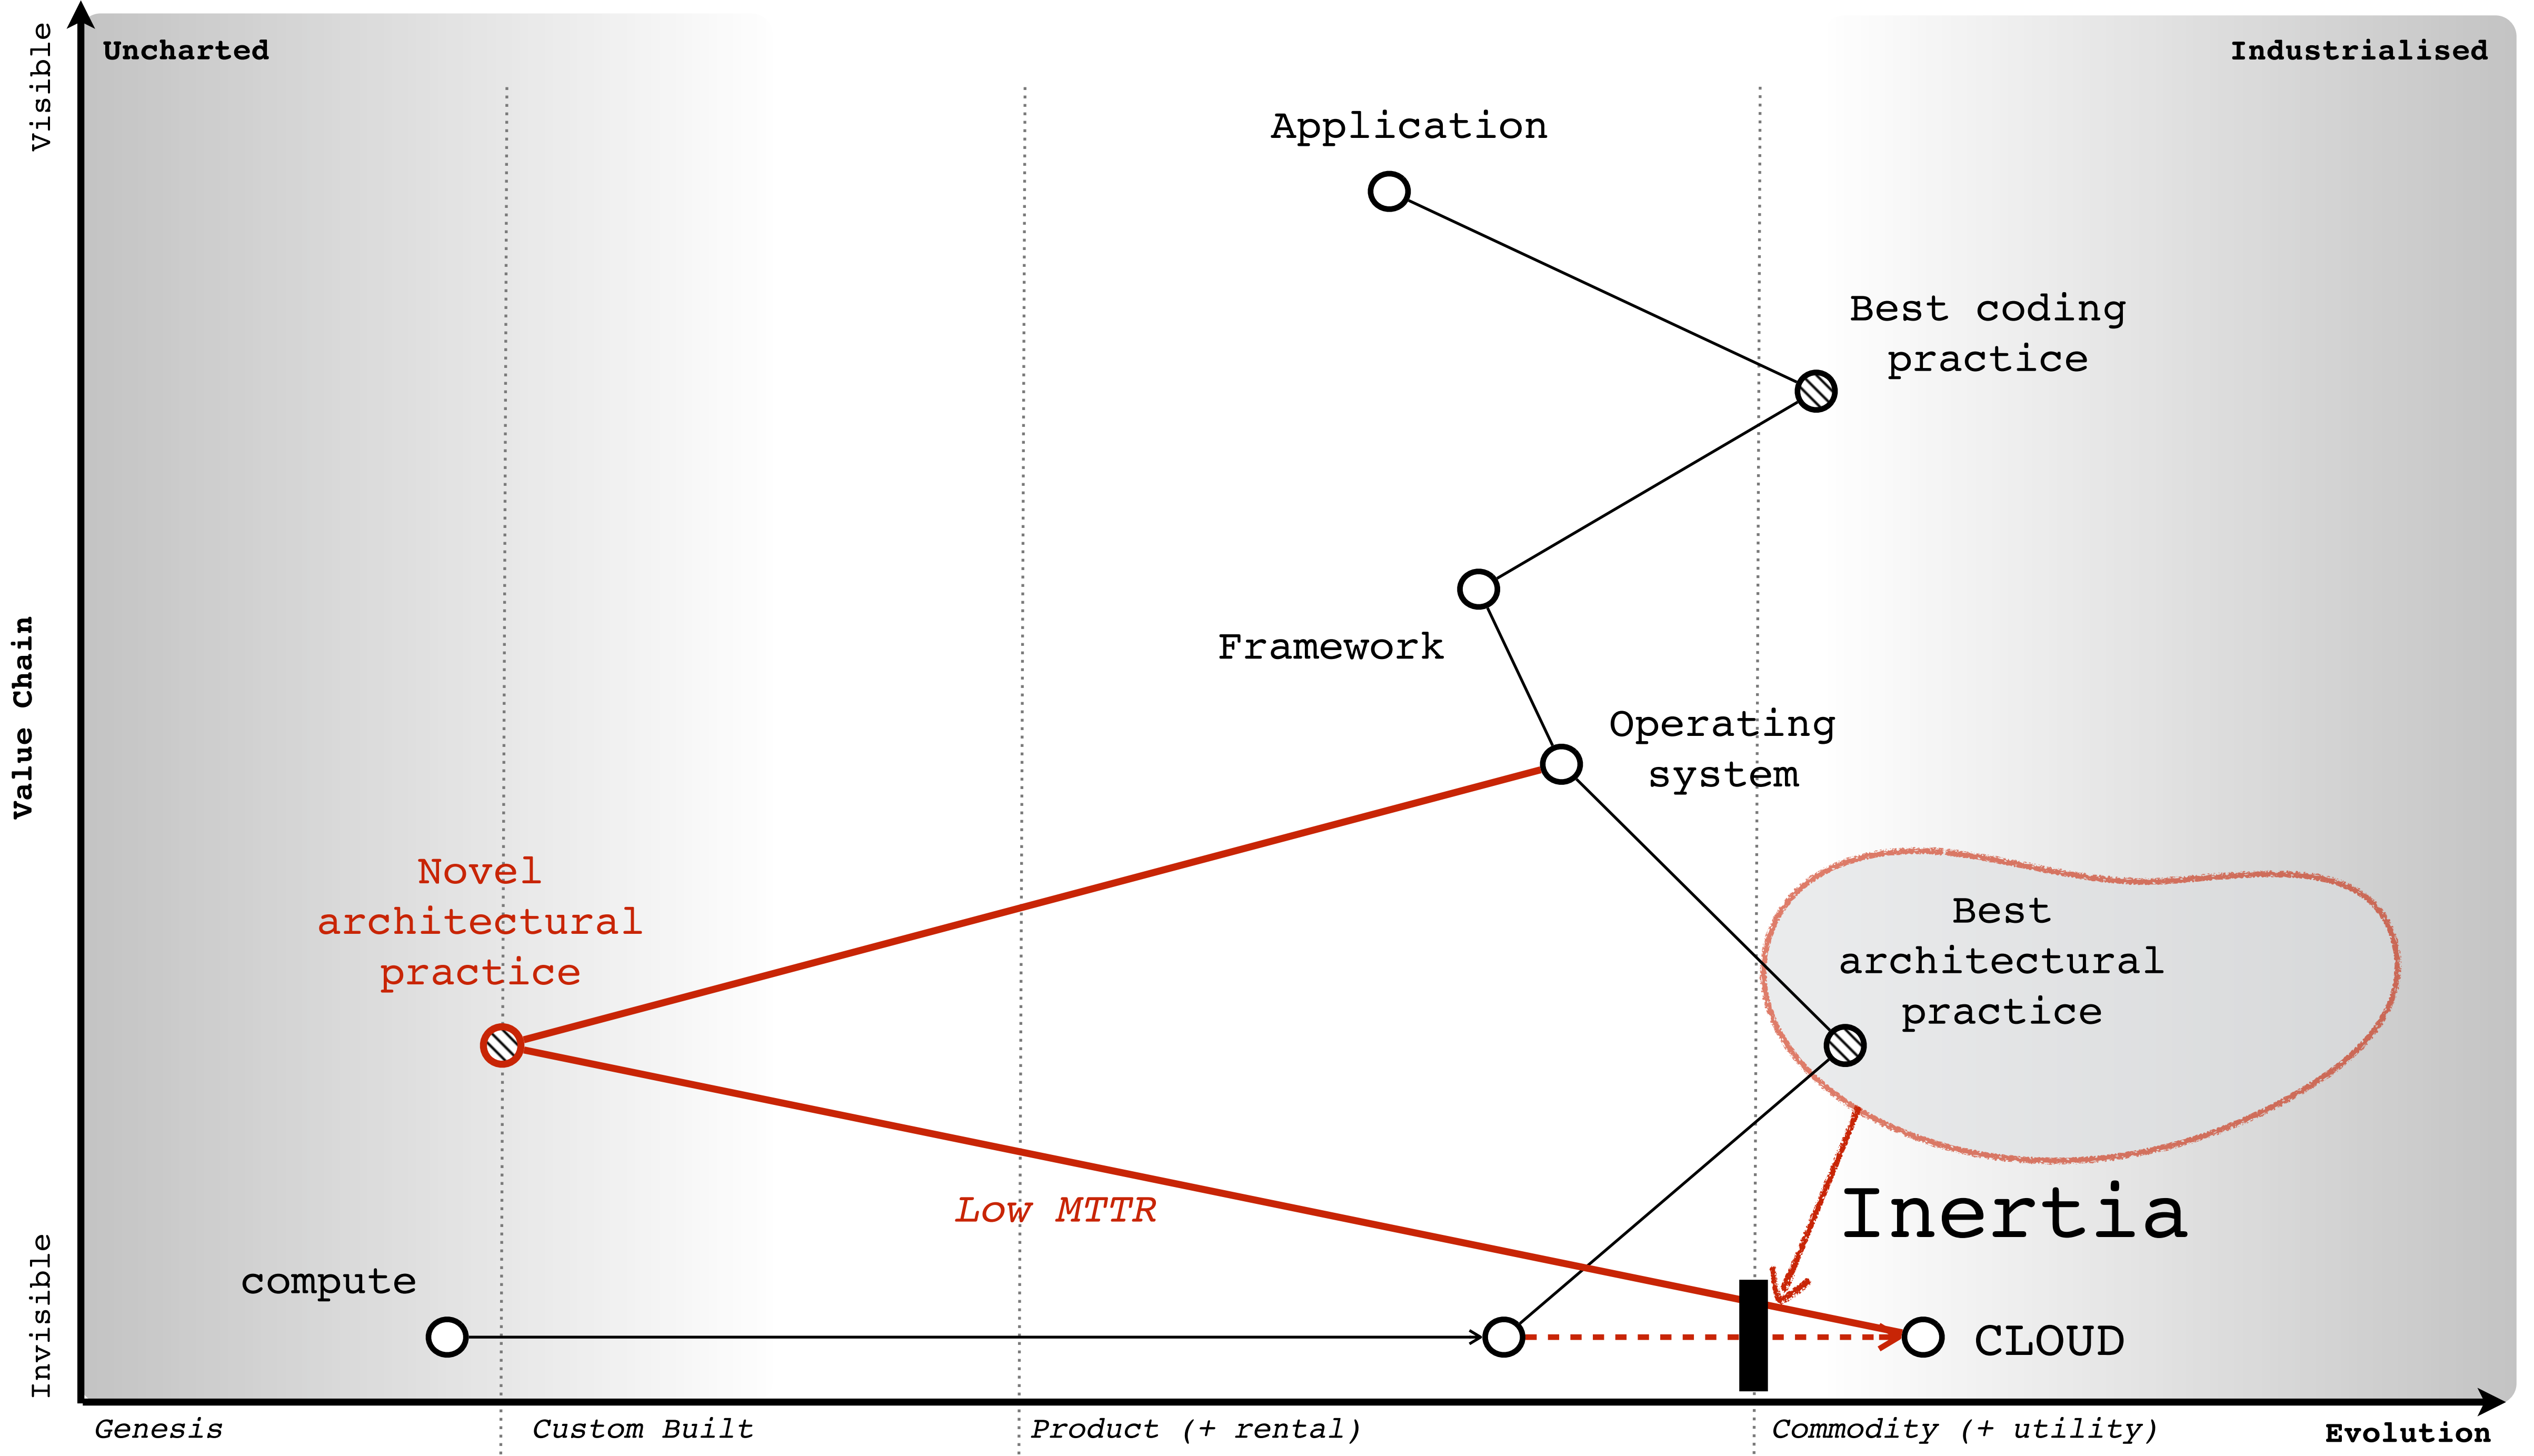 Visible
Uncharted
Industrialised
Application
Best coding
practice
Framework
Value Chain
Operating
system
Novel
architectural
practice
Best
architectural
practice
Low MTTR
Inertia
compute
CLOUD
Invisible
Genesis
Custom Built
Product (+ rental)
Commodity (+ utility)
Evolution